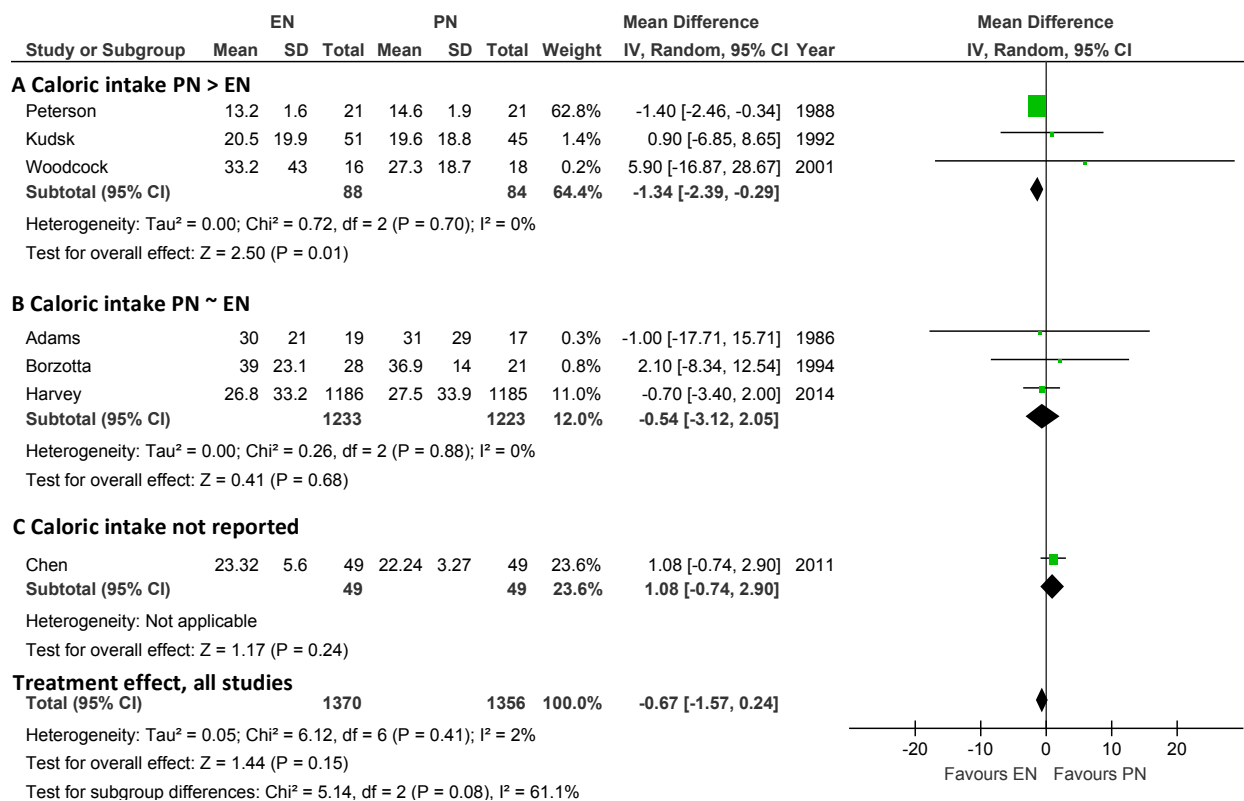 EN PN Mean Difference Mean Difference
Study or Subgroup Mean SD Total Mean SD Total Weight IV, Random, 95% CI Year IV, Random, 95% CI
A Caloric intake PN > EN
Peterson 13.2 1.6 21 14.6 1.9 21 62.8% -1.40 [-2.46, -0.34] 1988
Kudsk 20.5 19.9 51 19.6 18.8 45 1.4% 0.90 [-6.85, 8.65] 1992
Woodcock 33.2 43 16 27.3 18.7 18 0.2% 5.90 [-16.87, 28.67] 2001
Subtotal (95% CI) 88 84 64.4% -1.34 [-2.39, -0.29]
Heterogeneity: Tau² = 0.00; Chi² = 0.72, df = 2 (P = 0.70); I² = 0%
Test for overall effect: Z = 2.50 (P = 0.01)
B Caloric intake PN ~ EN
Adams 30 21 19 31 29 17 0.3% -1.00 [-17.71, 15.71] 1986
Borzotta 39 23.1 28 36.9 14 21 0.8% 2.10 [-8.34, 12.54] 1994
Harvey 26.8 33.2 1186 27.5 33.9 1185 11.0% -0.70 [-3.40, 2.00] 2014
Subtotal (95% CI) 1233 1223 12.0% -0.54 [-3.12, 2.05]
Heterogeneity: Tau² = 0.00; Chi² = 0.26, df = 2 (P = 0.88); I² = 0%
Test for overall effect: Z = 0.41 (P = 0.68)
C Caloric intake not reported
Chen 23.32 5.6 49 22.24 3.27 49 23.6% 1.08 [-0.74, 2.90] 2011
Subtotal (95% CI) 49 49 23.6% 1.08 [-0.74, 2.90]
Heterogeneity: Not applicable
Test for overall effect: Z = 1.17 (P = 0.24)
Treatment effect, all studies
Total (95% CI) 1370 1356 100.0% -0.67 [-1.57, 0.24]
Heterogeneity: Tau² = 0.05; Chi² = 6.12, df = 6 (P = 0.41); I² = 2%
Test for overall effect: Z = 1.44 (P = 0.15)
Test for subgroup differences: Chi² = 5.14, df = 2 (P = 0.08), I² = 61.1%
-20 -10 0 10 20
Favours EN Favours PN